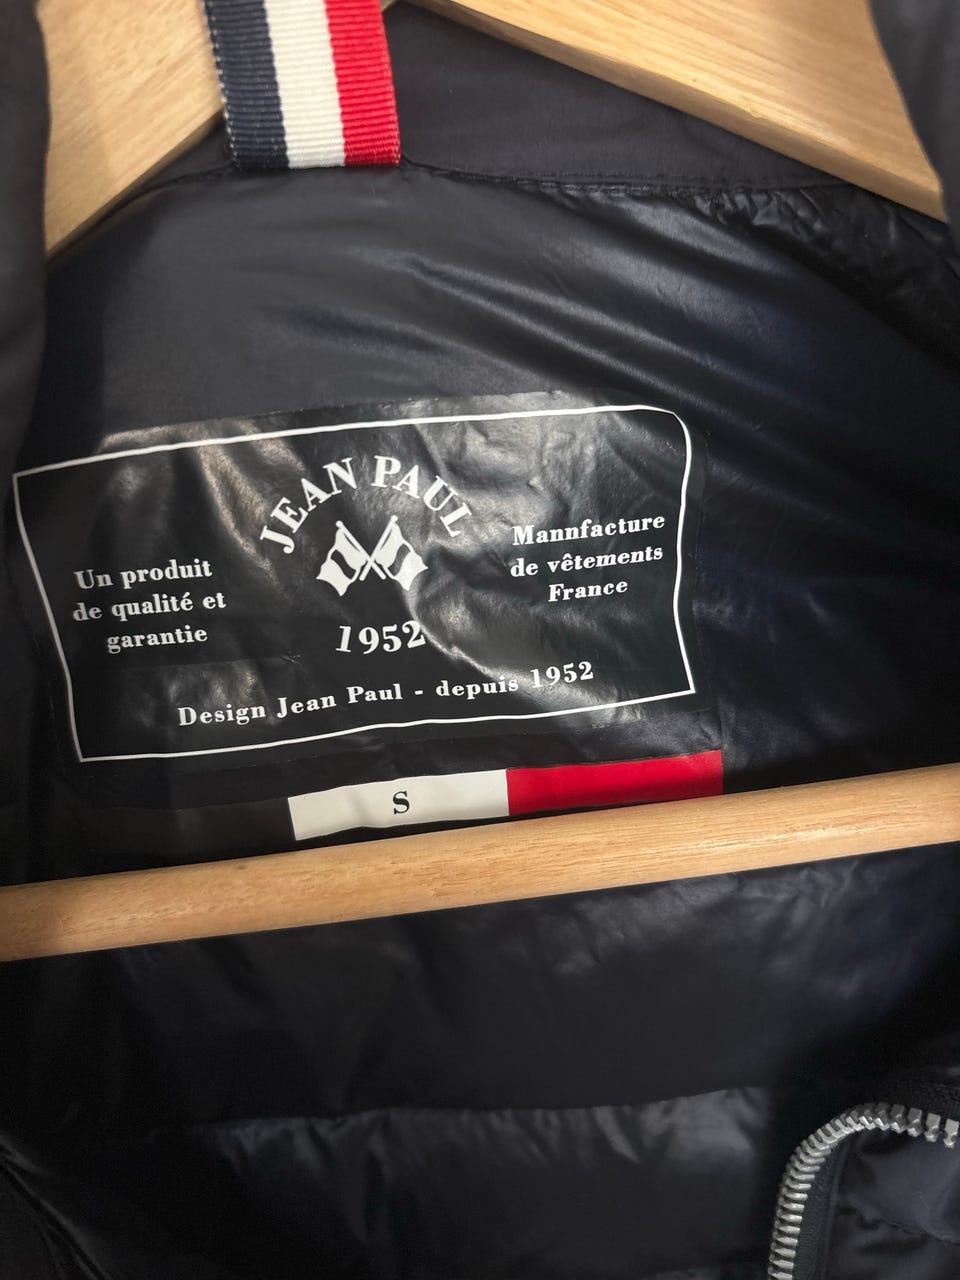 JEAN PAUL
Un produit
de qualité et
garantie
1952
Mannfacture
de vêtements
France
Design Jean Paul - depuis 1952
S